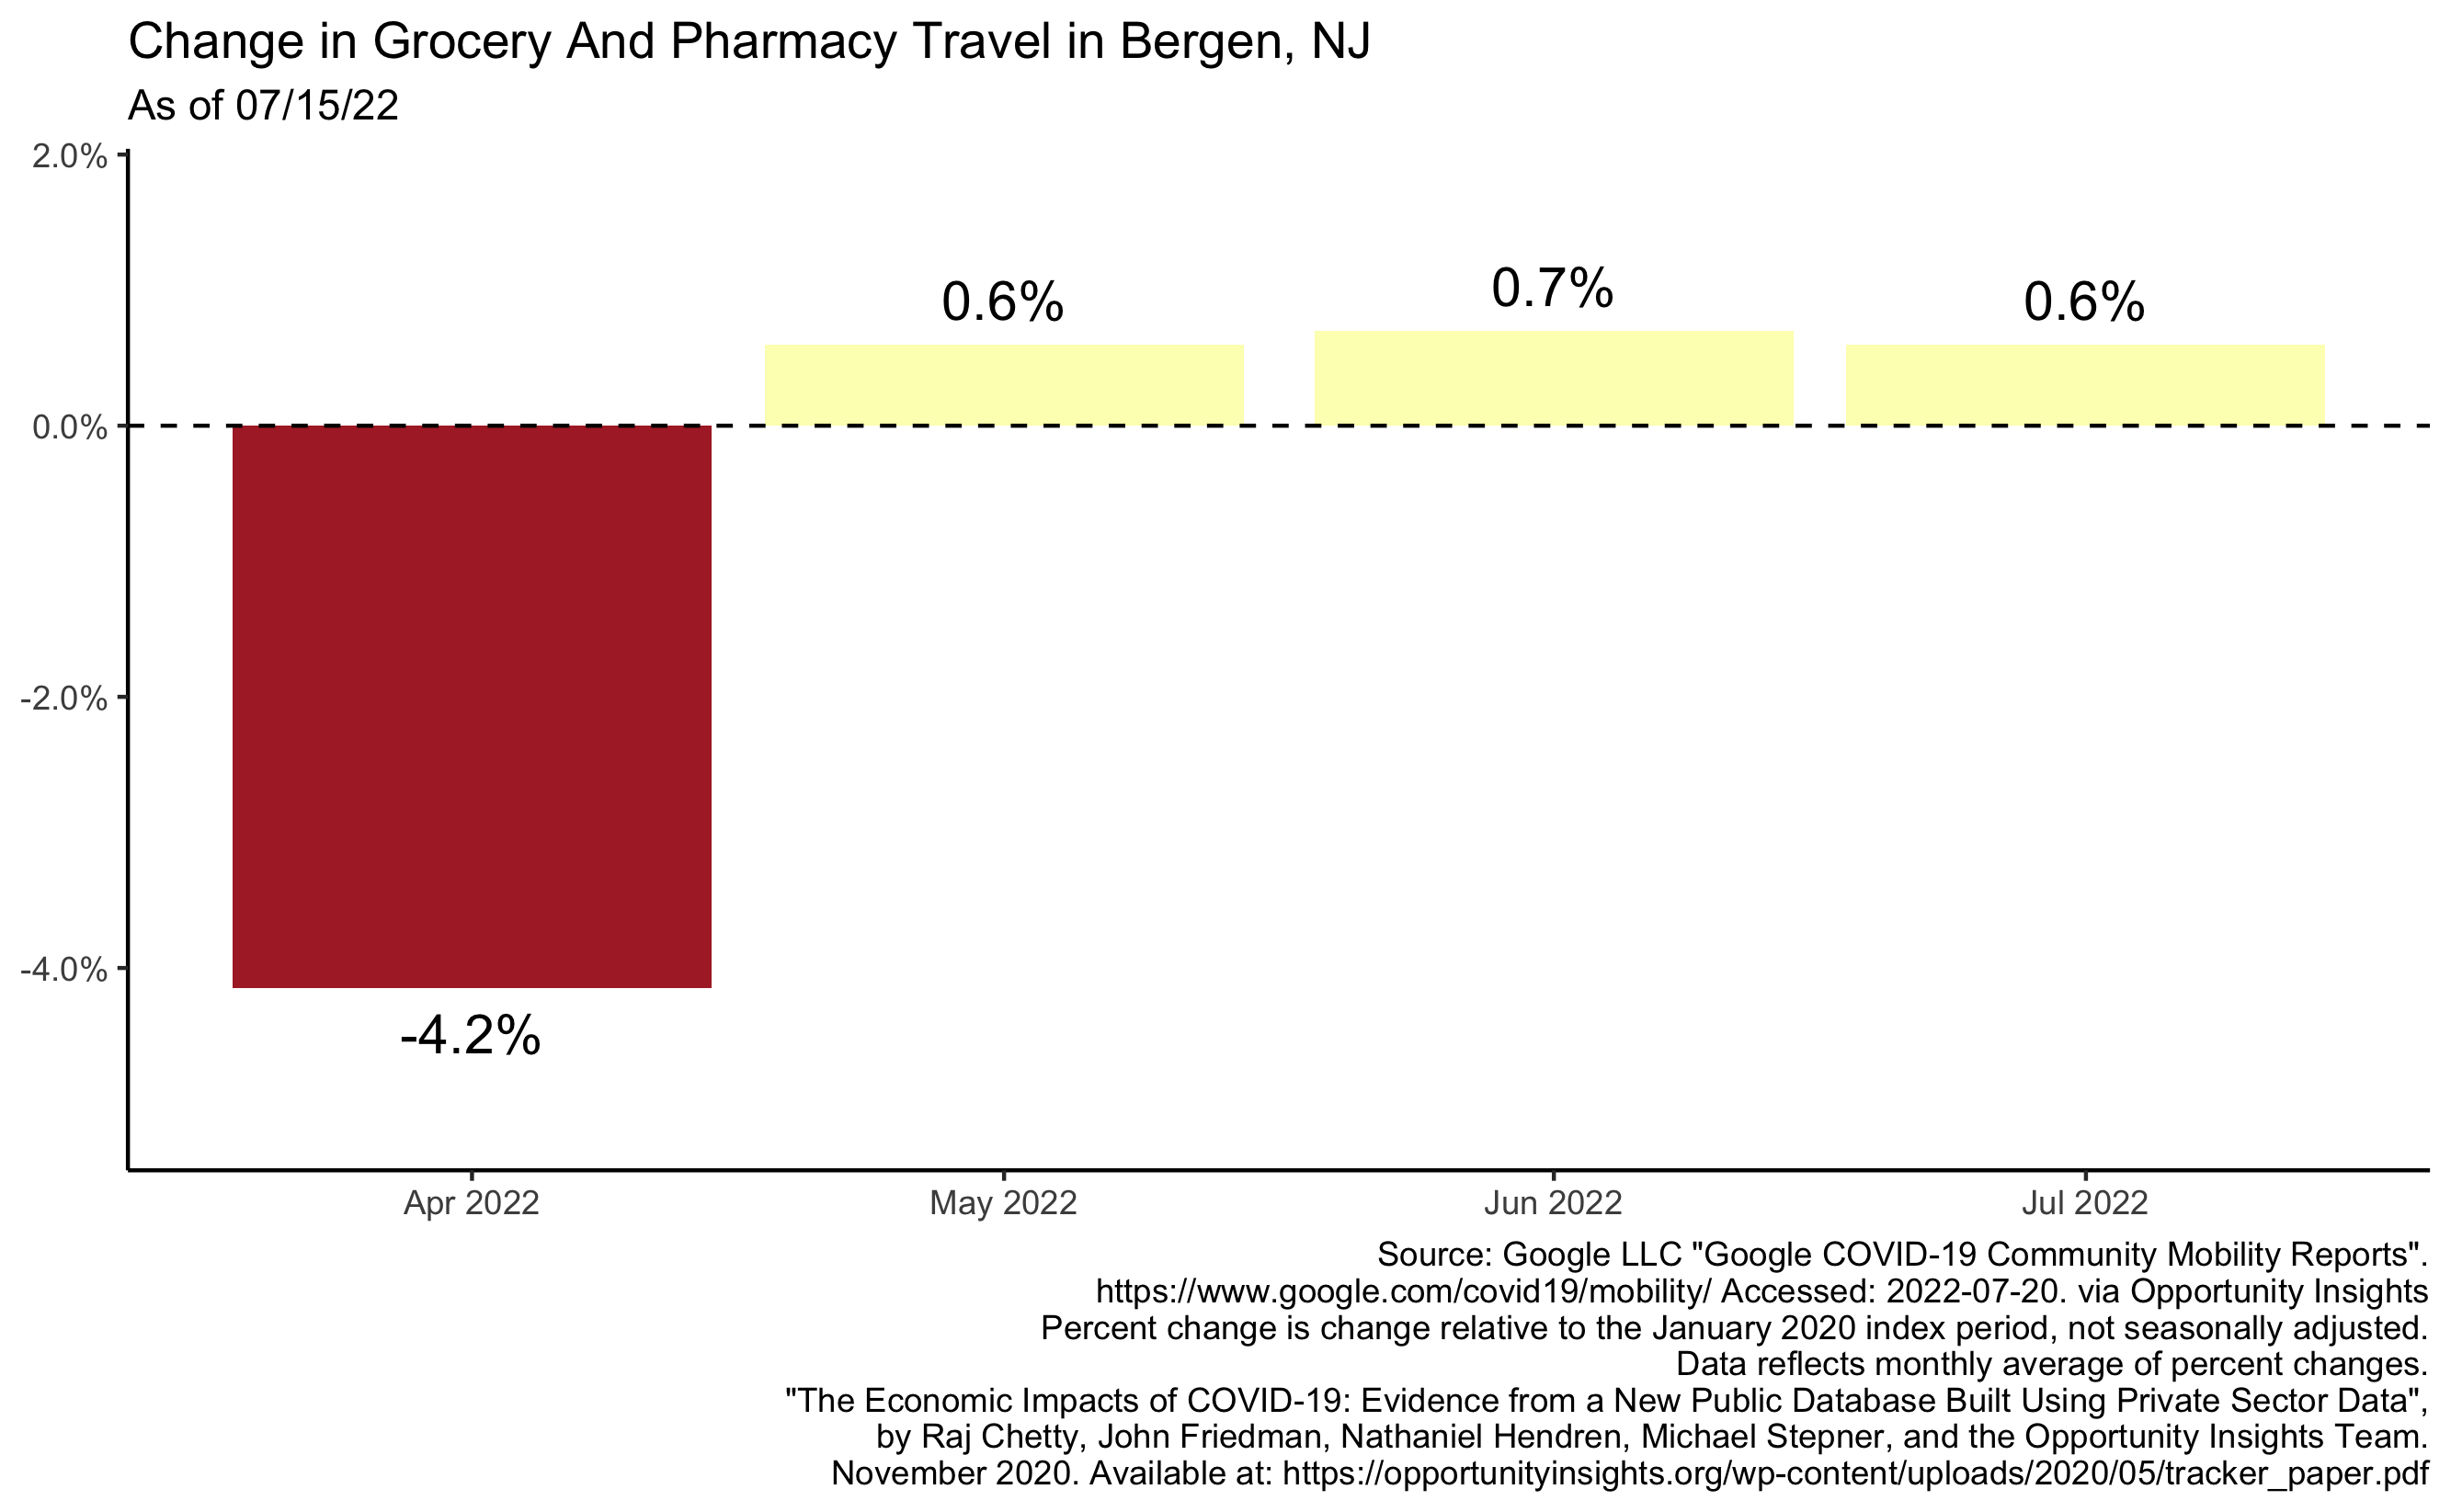 Change in Grocery And Pharmacy Travel in Bergen, NJ
As of 07/15/22
2.0%
0.0%
-2.0%
-4.0%
0.6%
0.7%
0.6%
-4.2%
Apr 2022
May 2022
Jun 2022
Jul 2022
Source: Google LLC "Google COVID-19 Community Mobility Reports".
https://www.google.com/covid19/mobility/ Accessed: 2022-07-20. via Opportunity Insights
Percent change is change relative to the January 2020 index period, not seasonally adjusted.
Data reflects monthly average of percent changes.
"The Economic Impacts of COVID-19: Evidence from a New Public Database Built Using Private Sector Data",
by Raj Chetty, John Friedman, Nathaniel Hendren, Michael Stepner, and the Opportunity Insights Team.
November 2020. Available at: https://opportunityinsights.org/wp-content/uploads/2020/05/tracker_paper.pdf